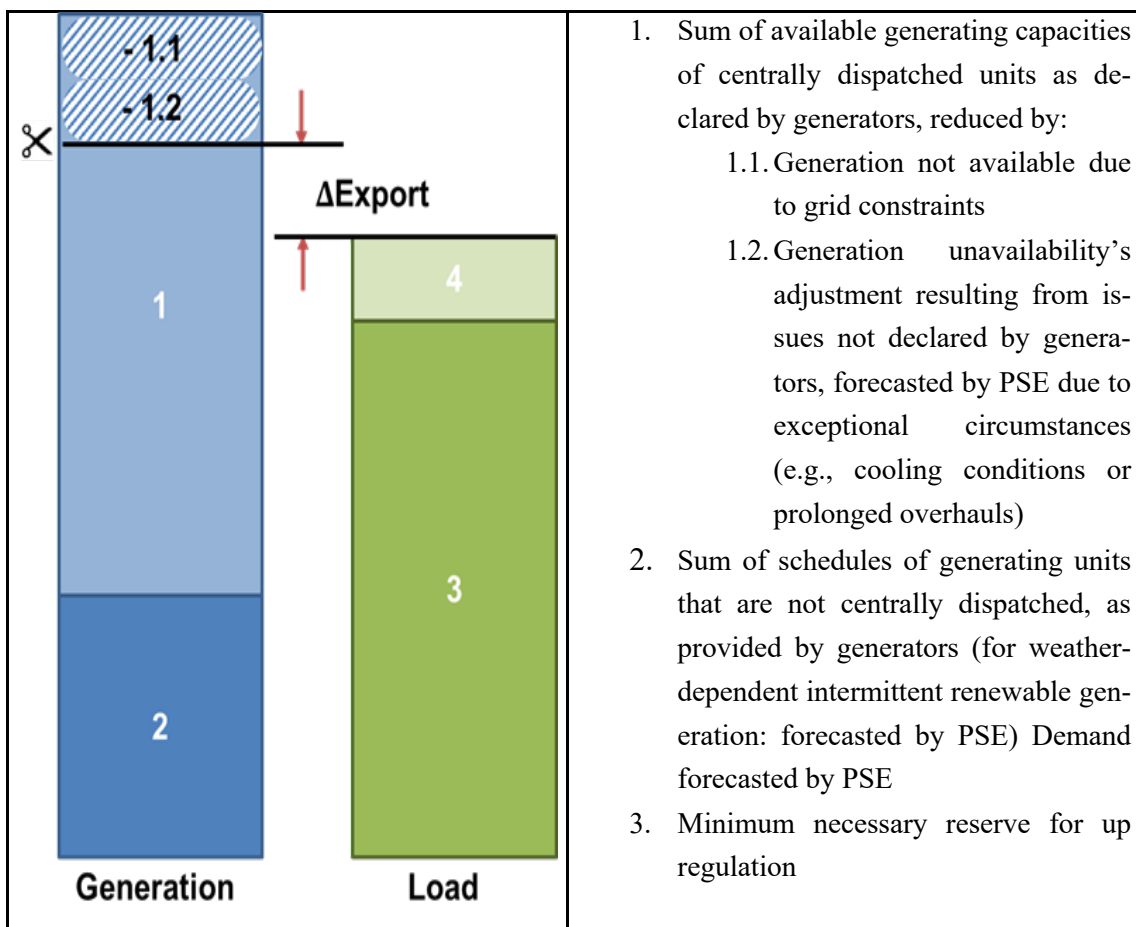 - 1.1
- 1.2
ΔExport
1
4
3
2
Generation
Load
1. Sum of available generating capacities
of centrally dispatched units as de-
clared by generators, reduced by:
1.1. Generation not available due
to grid constraints
1.2. Generation unavailability’s
adjustment resulting from is-
sues not declared by genera-
tors, forecasted by PSE due to
exceptional circumstances
(e.g., cooling conditions or
prolonged overhauls)
2. Sum of schedules of generating units
that are not centrally dispatched, as
provided by generators (for weather-
dependent intermittent renewable gen-
eration: forecasted by PSE) Demand
forecasted by PSE
3. Minimum necessary reserve for up
regulation